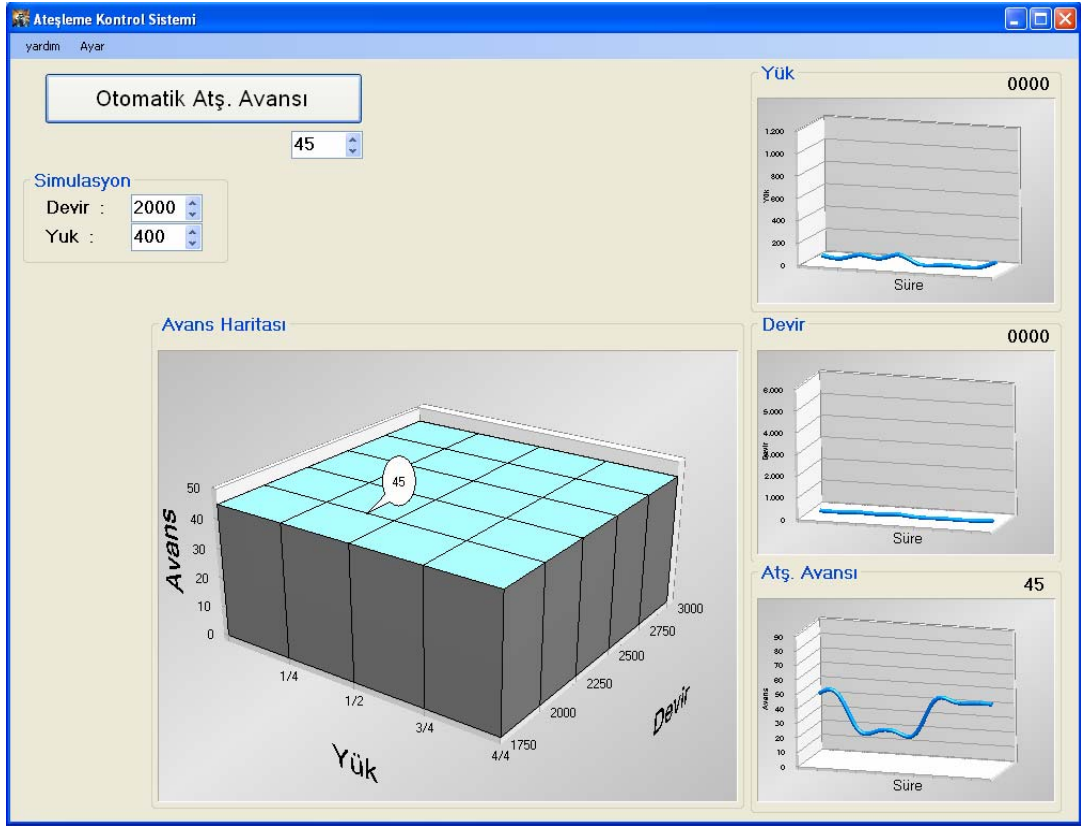 Ateşleme Kontrol Sistemi
yardım Ayar
Otomatik Atş. Avansı
45
Simulasyon
Devir : 2000
Yuk : 400
Yük
0000
1.200
1.000
800
600
400
200
0
Yük
Süre
Avans Haritası
45
50
40
30
20
10
0
Avans
1/4
1/2
3/4
4/4
Yük
1750
2000
2250
2500
2750
3000
Devir
Devir
0000
6.000
5.000
4.000
3.000
2.000
1.000
0
Devir
Süre
Atş. Avansı
45
90
80
70
60
50
40
30
20
10
0
Avans
Süre